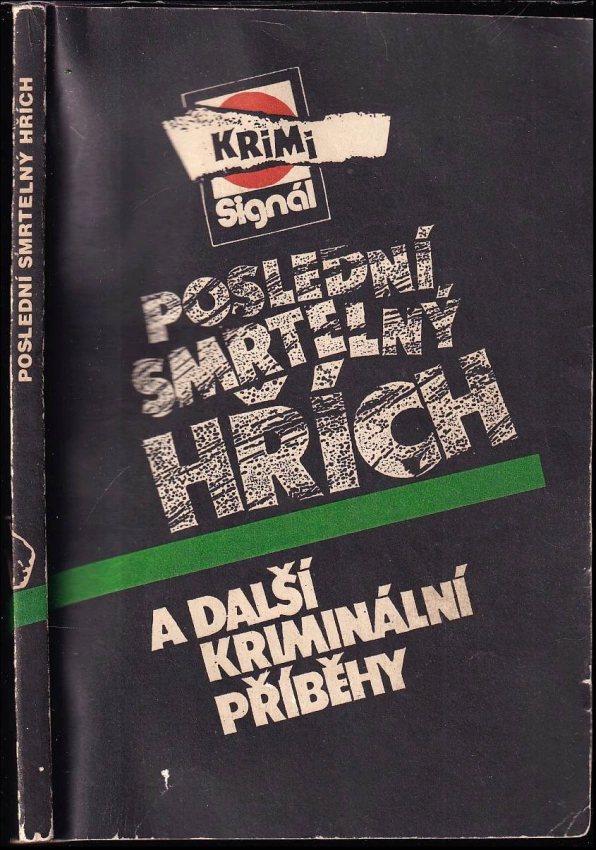 POSLEDNÍ SMRTELNÝ HŘÍCH
KRiMi
Signál
POSLEDNÍ
SMRTELNÝ
HŘÍCH
A DALŠÍ
KRIMINÁLNÍ
PŘÍBĚHY